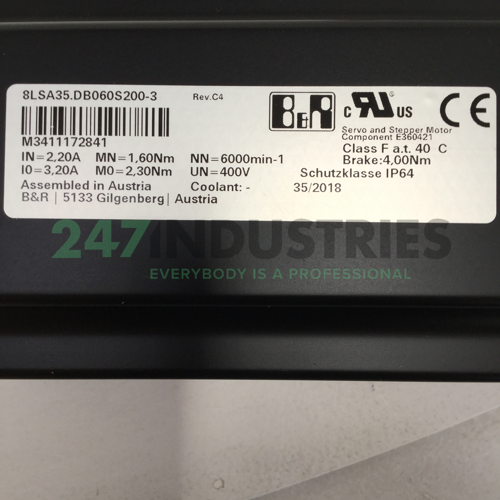 8LSA35.DB060S200-3 Rev.C4
M3411172841
IN=2,20A MN=1,60Nm NN=6000min-1
I0=3,20A M0=2,30Nm UN=400V
Assembled in Austria Coolant: -
B&R | 5133 Gilgenberg | Austria
B&R
c RU US
CE
Servo and Stepper Motor
Component E360421
Class F a.t. 40 C
Brake:4,00Nm
Schutzklasse IP64
35/2018
247INDUSTRIES
EVERYBODY IS A PROFESSIONAL